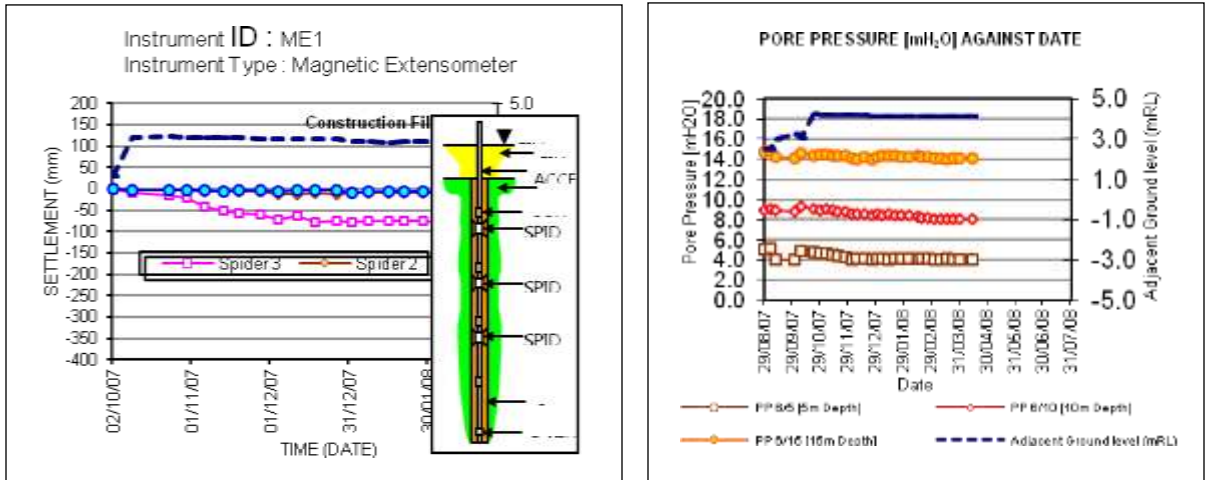 Instrument ID : ME1
Instrument Type : Magnetic Extensometer
Construction Fil
SETTLEMENT (mm)
200
150
100
50
0
-50
-100
-150
-200
-250
-300
-350
-400
5.0
Spider 3
Spider 2
SPID
SPID
SPID
02/10/07
01/11/07
01/12/07
31/12/07
30/01/08
TIME (DATE)
PORE PRESSURE [mH₂O] AGAINST DATE
Pore Pressure [mH2O]
20.0
18.0
16.0
14.0
12.0
10.0
8.0
6.0
4.0
2.0
0.0
5.0
3.0
1.0
-1.0
-3.0
-5.0
Adjacent Ground level (mRL)
29/08/07
29/09/07
29/10/07
29/11/07
29/12/07
29/01/08
29/02/08
31/03/08
30/04/08
31/05/08
30/06/08
31/07/08
Date
PP 6/5 [5m Depth]
PP 6/10 [10m Depth]
PP 6/15 [15m Depth]
Adjacent Ground level (mRL)